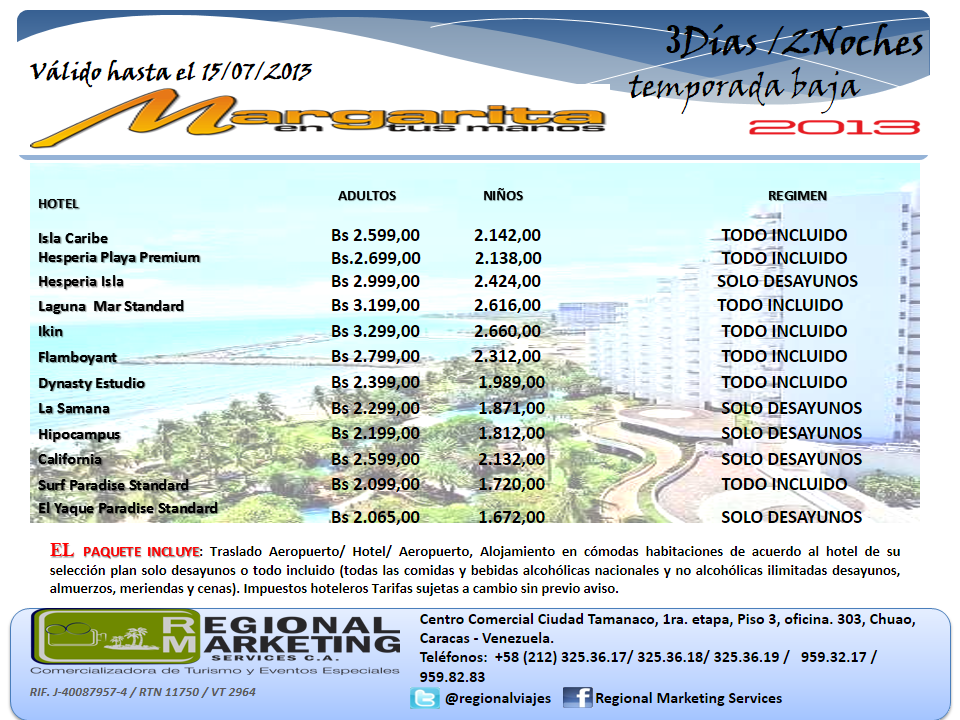 3Días /2Noches
Válido hasta el 15/07/2013
temporada baja
Margarita
en tus manos
2013
HOTEL ADULTOS NIÑOS REGIMEN
Isla Caribe Bs 2.599,00 2.142,00 TODO INCLUIDO
Hesperia Playa Premium Bs.2.699,00 2.138,00 TODO INCLUIDO
Hesperia Isla Bs 2.999,00 2.424,00 SOLO DESAYUNOS
Laguna Mar Standard Bs 3.199,00 2.616,00 TODO INCLUIDO
Ikin Bs 3.299,00 2.660,00 TODO INCLUIDO
Flamboyant Bs 2.799,00 2.312,00 TODO INCLUIDO
Dynasty Estudio Bs 2.399,00 1.989,00 TODO INCLUIDO
La Samana Bs 2.299,00 1.871,00 SOLO DESAYUNOS
Hipocampus Bs 2.199,00 1.812,00 SOLO DESAYUNOS
California Bs 2.599,00 2.132,00 SOLO DESAYUNOS
Surf Paradise Standard Bs 2.099,00 1.720,00 TODO INCLUIDO
El Yaque Paradise Standard Bs 2.065,00 1.672,00 SOLO DESAYUNOS
EL PAQUETE INCLUYE: Traslado Aeropuerto/ Hotel/ Aeropuerto, Alojamiento en cómodas habitaciones de acuerdo al hotel de su
selección plan solo desayunos o todo incluido (todas las comidas y bebidas alcohólicas nacionales y no alcohólicas ilimitadas desayunos,
almuerzos, meriendas y cenas). Impuestos hoteleros Tarifas sujetas a cambio sin previo aviso.
REGIONAL
MARKETING
SERVICES C.A.
Comercializadora de Turismo y Eventos Especiales
RIF. J-40087957-4 / RTN 11750 / VT 2964
Centro Comercial Ciudad Tamanaco, 1ra. etapa, Piso 3, oficina. 303, Chuao,
Caracas - Venezuela.
Teléfonos: +58 (212) 325.36.17/ 325.36.18/ 325.36.19 / 959.32.17 /
959.82.83
@regionalviajes Regional Marketing Services